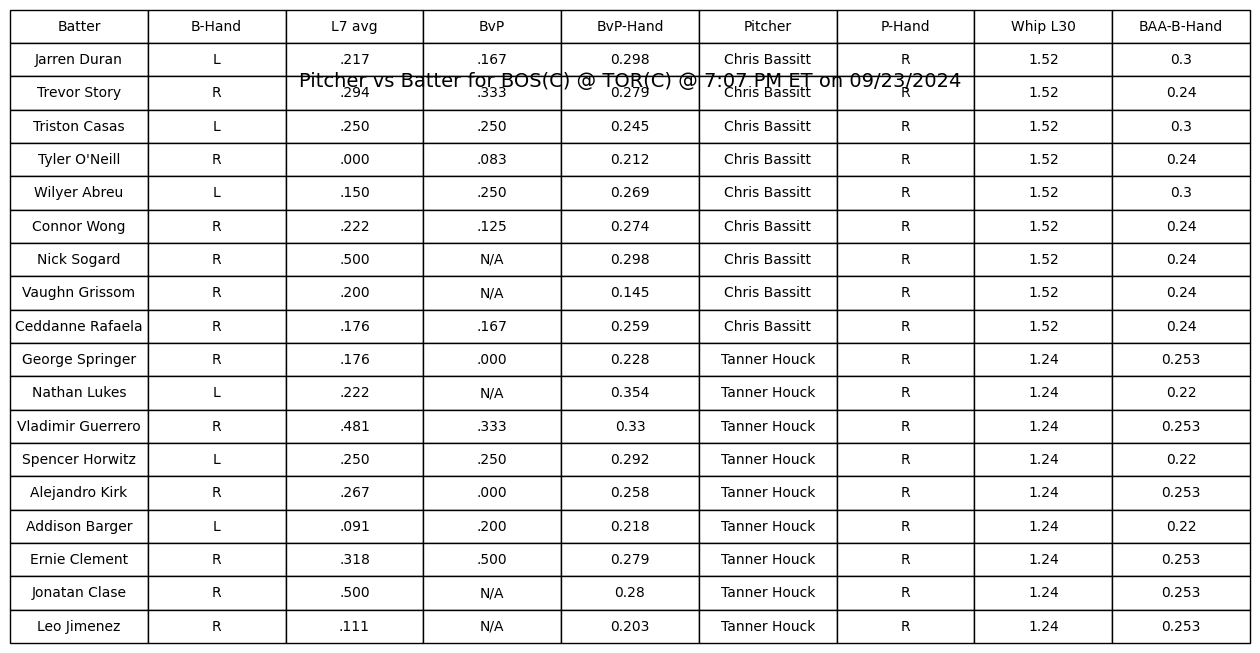 Batter B-Hand L7 avg BvP BvP-Hand Pitcher P-Hand Whip L30 BAA-B-Hand
Jarren Duran L .217 .167 0.298 Chris Bassitt R 1.52 0.3
Pitcher vs Batter for BOS(C) @ TOR(C) @ 7:07 PM ET on 09/23/2024
Trevor Story R .294 .333 0.279 Chris Bassitt R 1.52 0.24
Triston Casas L .250 .250 0.245 Chris Bassitt R 1.52 0.3
Tyler O'Neill R .000 .083 0.212 Chris Bassitt R 1.52 0.24
Wilyer Abreu L .150 .250 0.269 Chris Bassitt R 1.52 0.3
Connor Wong R .222 .125 0.274 Chris Bassitt R 1.52 0.24
Nick Sogard R .500 N/A 0.298 Chris Bassitt R 1.52 0.24
Vaughn Grissom R .200 N/A 0.145 Chris Bassitt R 1.52 0.24
Ceddanne Rafaela R .176 .167 0.259 Chris Bassitt R 1.52 0.24
George Springer R .176 .000 0.228 Tanner Houck R 1.24 0.253
Nathan Lukes L .222 N/A 0.354 Tanner Houck R 1.24 0.22
Vladimir Guerrero R .481 .333 0.33 Tanner Houck R 1.24 0.253
Spencer Horwitz L .250 .250 0.292 Tanner Houck R 1.24 0.22
Alejandro Kirk R .267 .000 0.258 Tanner Houck R 1.24 0.253
Addison Barger L .091 .200 0.218 Tanner Houck R 1.24 0.22
Ernie Clement R .318 .500 0.279 Tanner Houck R 1.24 0.253
Jonatan Clase R .500 N/A 0.28 Tanner Houck R 1.24 0.253
Leo Jimenez R .111 N/A 0.203 Tanner Houck R 1.24 0.253